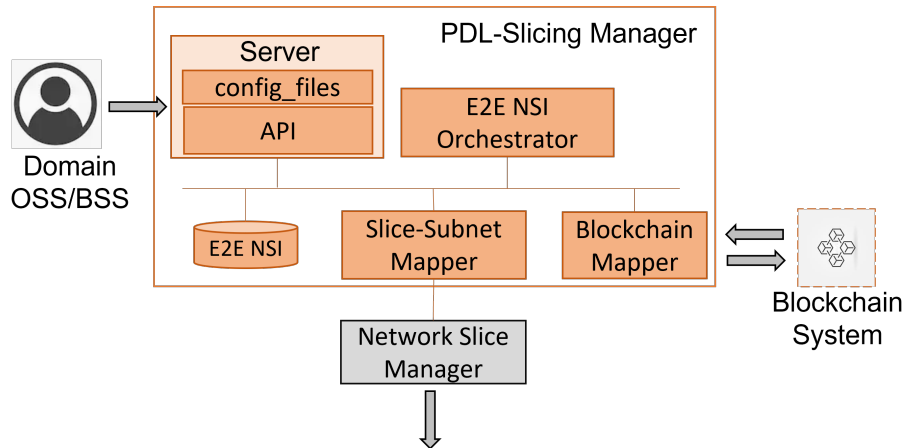 PDL-Slicing Manager
Server
config_files
API
E2E NSI
Orchestrator
Domain
OSS/BSS
E2E NSI
Slice-Subnet
Mapper
Blockchain
Mapper
Blockchain
System
Network Slice
Manager